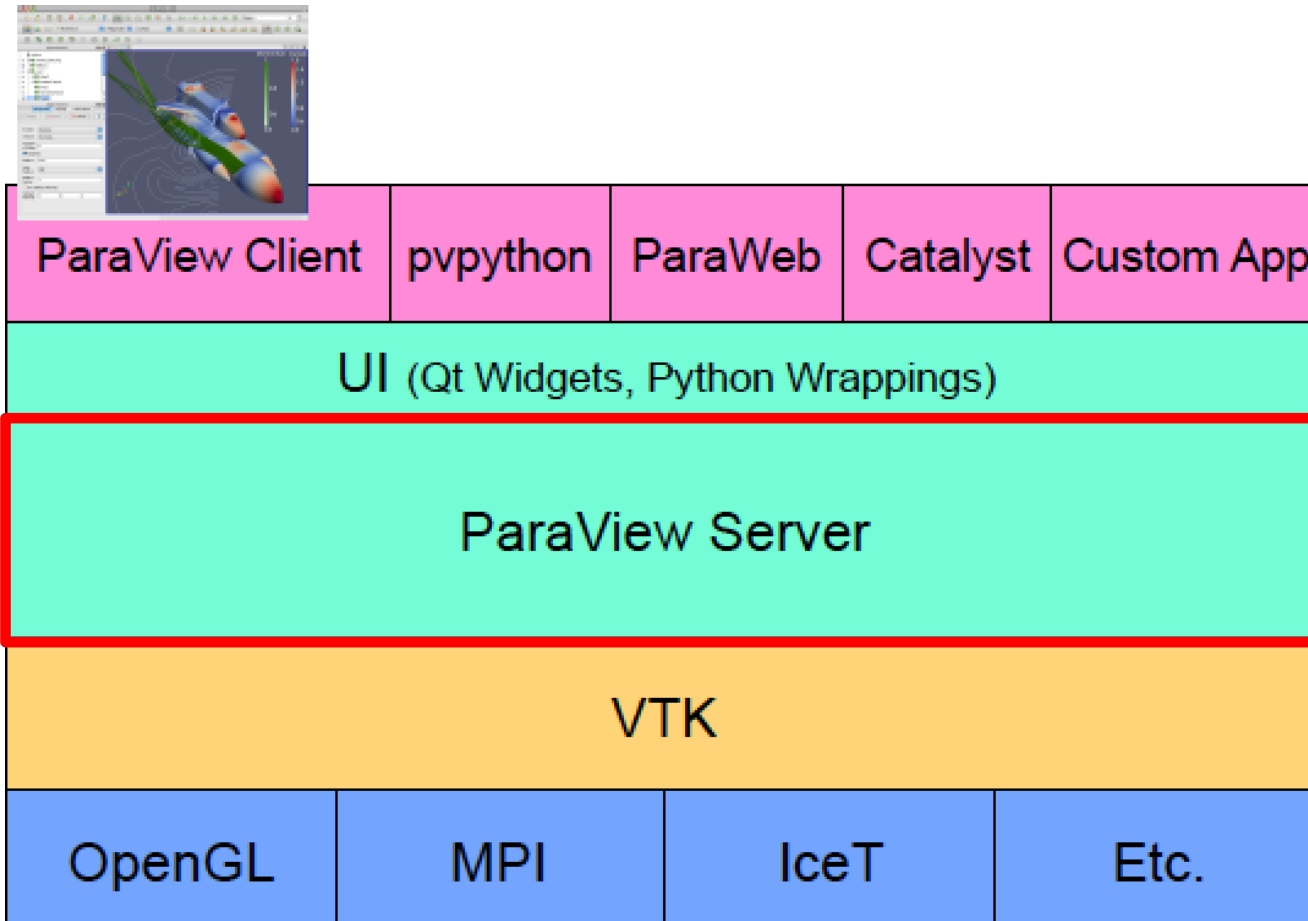 ParaView Client
pvpython
ParaWeb
Catalyst
Custom App
UI (Qt Widgets, Python Wrappings)
ParaView Server
VTK
OpenGL
MPI
IceT
Etc.